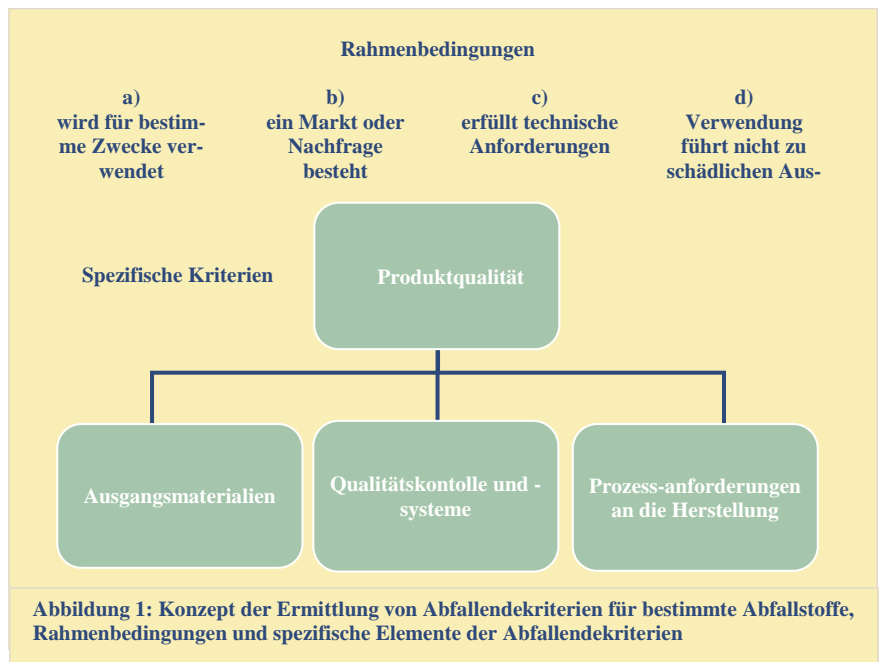 Rahmenbedingungen
a)
wird für bestim-
me Zwecke ver-
wendet
b)
ein Markt oder
Nachfrage
besteht
c)
erfüllt technische
Anforderungen
d)
Verwendung
führt nicht zu
schädlichen Aus-
Spezifische Kriterien
Produktqualität
Ausgangsmaterialien
Qualitätskontolle und -
systeme
Prozess-anforderungen
an die Herstellung
Abbildung 1: Konzept der Ermittlung von Abfallendekriterien für bestimmte Abfallstoffe,
Rahmenbedingungen und spezifische Elemente der Abfallendekriterien